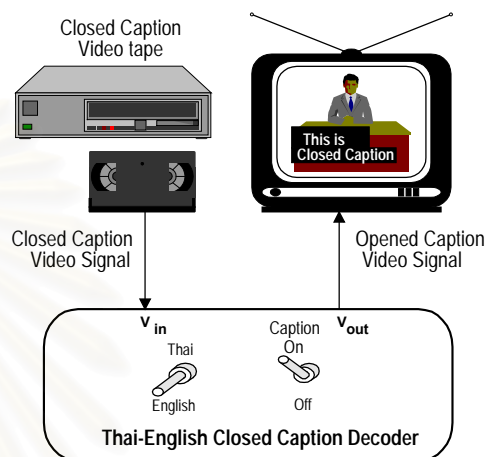 Closed Caption
Video tape
This is
Closed Caption
Closed Caption
Video Signal
Opened Caption
Video Signal
V in
Caption
On
Vout
Thai
English
Off
Thai-English Closed Caption Decoder